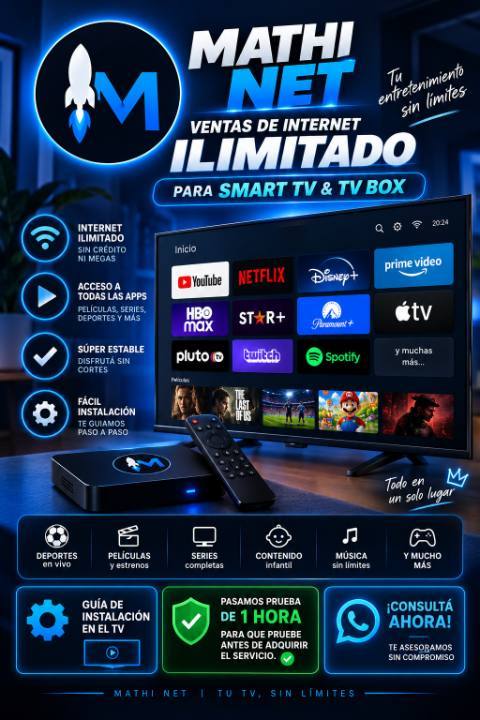 MATHI
NET
Tu
entretenimiento
sin límites
VENTAS DE INTERNET
ILIMITADO
PARA SMART TV & TV BOX
M
INTERNET
ILIMITADO
SIN CRÉDITO
NI MEGAS
ACCESO A
TODAS LAS APPS
PELÍCULAS, SERIES,
DEPORTES Y MÁS
SÚPER ESTABLE
DISFRUTÁ SIN
CORTES
FÁCIL
INSTALACIÓN
TE GUIAMOS
PASO A PASO
20:24
Inicio
YouTube
NETFLIX
Disney+
prime video
HBO
max
ST★R+
Paramount+
tv
pluto tv
twitch
Spotify
y muchas
más...
Películas
THE
LAST
OF US
M
Todo en
un solo lugar
DEPORTES
en vivo
PELÍCULAS
y estrenos
SERIES
completas
CONTENIDO
infantil
MÚSICA
sin límites
Y MUCHO
MÁS
GUÍA DE
INSTALACIÓN
EN EL TV
PASAMOS PRUEBA
DE 1 HORA
PARA QUE PRUEBE
ANTES DE ADQUIRIR
EL SERVICIO.
¡CONSULTÁ
AHORA!
TE ASESORAMOS
SIN COMPROMISO
MATHI NET | TU TV, SIN LÍMITES